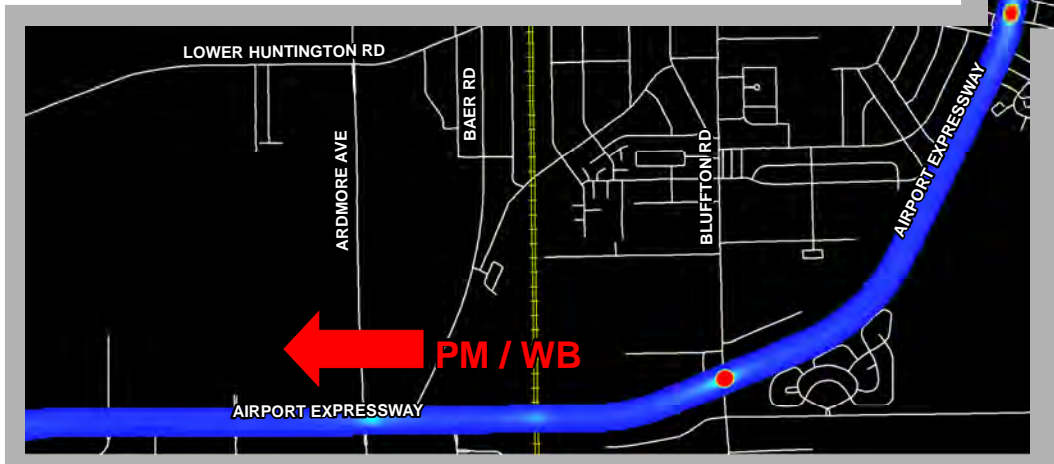 LOWER HUNTINGTON RD
BAER RD
ARDMORE AVE
BLUFFTON RD
AIRPORT EXPRESSWAY
PM / WB
AIRPORT EXPRESSWAY